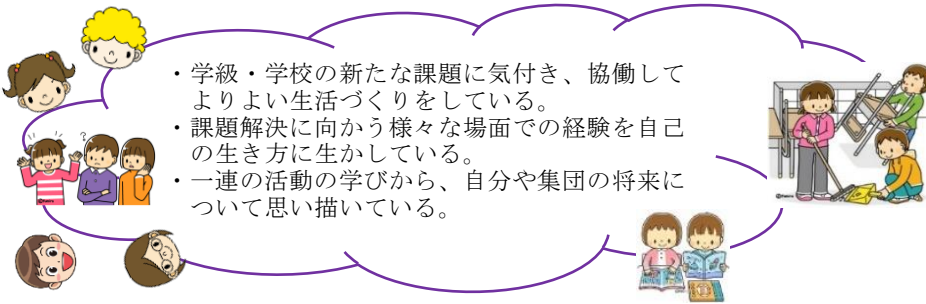 ・学級・学校の新たな課題に気付き、協働して
よりよい生活づくりをしている。
・課題解決に向かう様々な場面での経験を自己
の生き方に生かしている。
・一連の活動の学びから、自分や集団の将来に
ついて思い描いている。